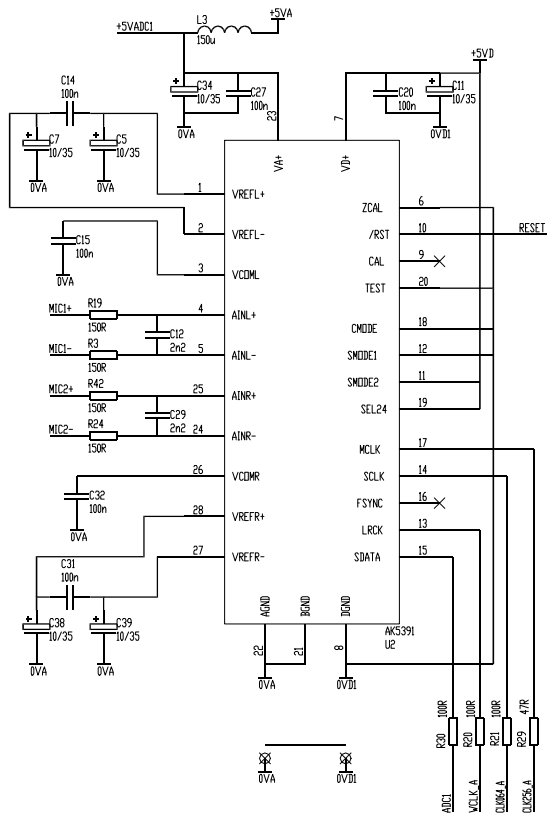 +5VADC1
L3
150u
+5VA
+5VD
C14
100n
C34
10/35
C27
100n
C20
100n
C11
10/35
23
7
0VA
0VD1
VA+
VD+
C7
10/35
C5
10/35
0VA
0VA
1
VREFL+
2
VREFL-
ZCAL
6
/RST
10
RESET
C15
100n
0VA
3
VCOML
CAL
9
TEST
20
MIC1+
R19
150R
4
AINL+
C12
2n2
CMODE
18
MIC1-
R3
150R
5
AINL-
SMODE1
12
MIC2+
R42
150R
25
AINR+
C29
2n2
SMODE2
11
MIC2-
R24
150R
24
AINR-
SEL24
19
26
VCOMR
MCLK
17
C32
100n
0VA
SCLK
14
28
VREFR+
FSYNC
16
LRCK
13
27
VREFR-
SDATA
15
C31
100n
C38
10/35
C39
10/35
0VA
0VA
AGND
BGND
DGND
AK5391
U2
22
21
8
0VA
0VD1
R30
100R
R20
100R
R21
100R
R29
47R
0VA
0VD1
ADC1
WCLK_A
CLK064_A
CLK256_A